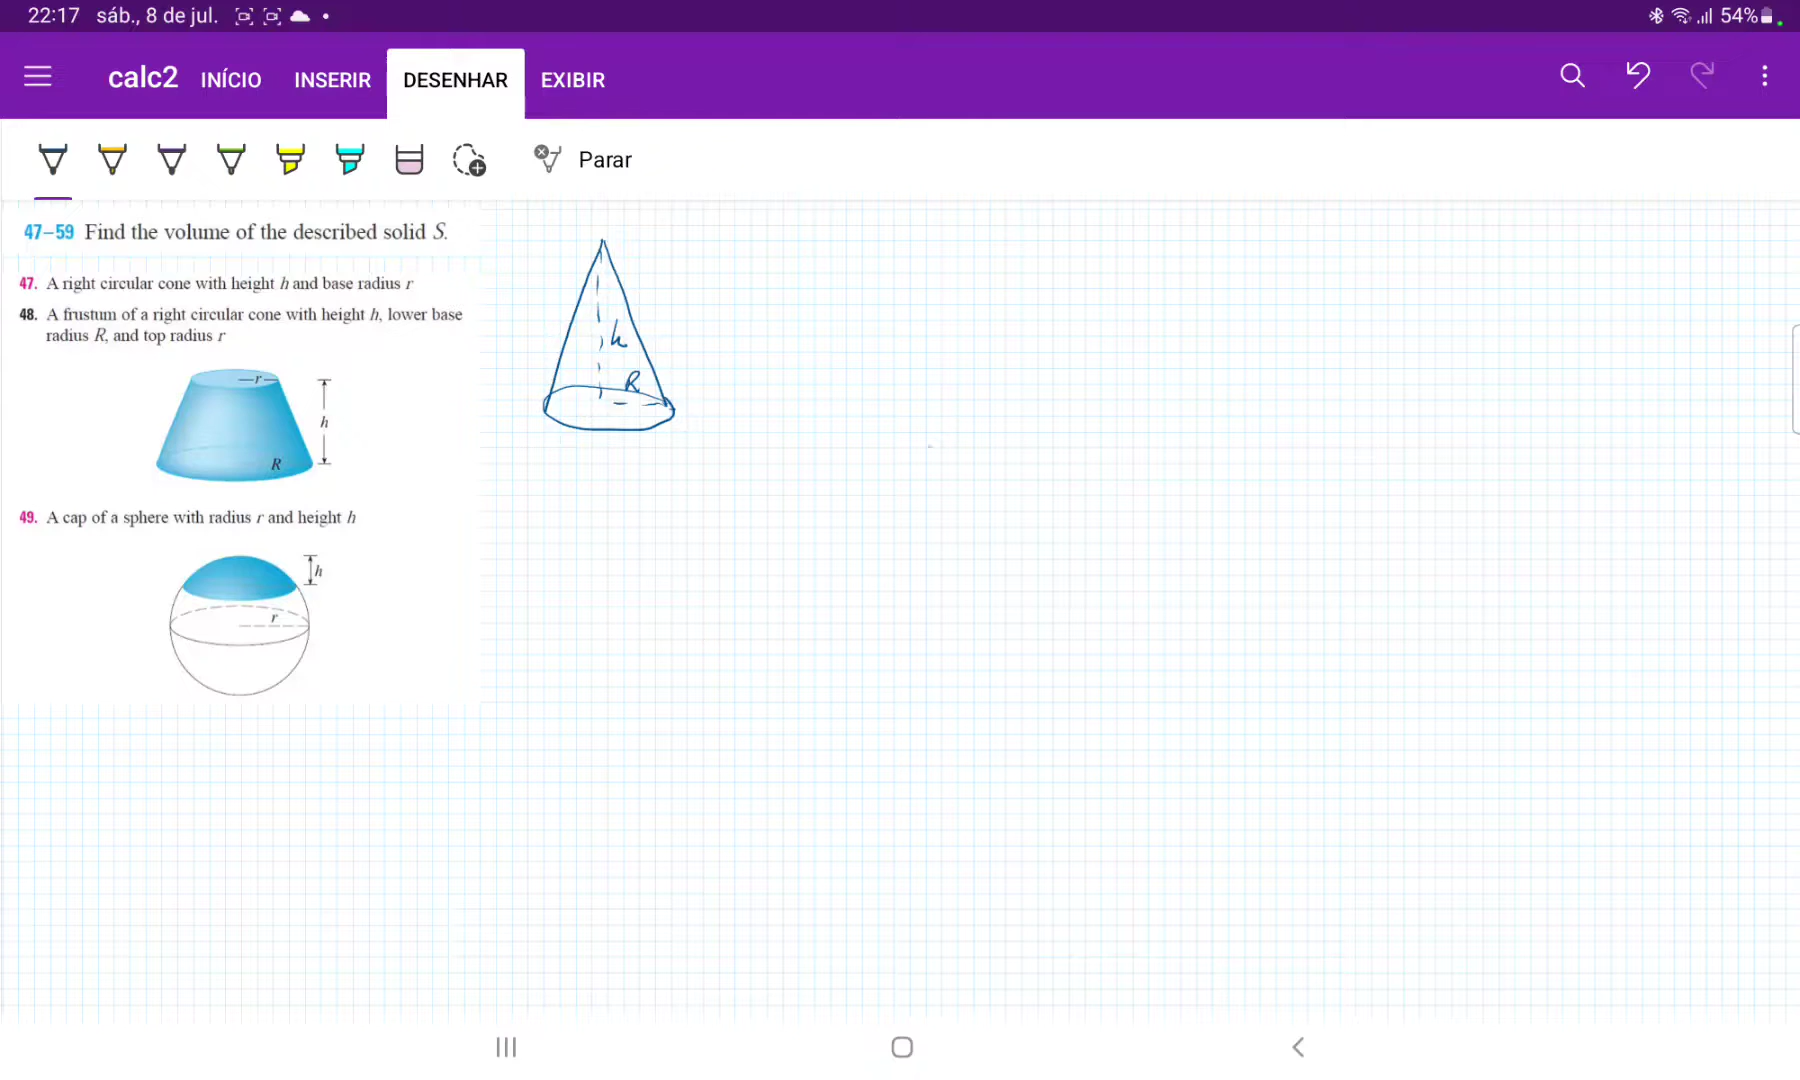 22:17 sáb., 8 de jul. 54%
calc2 INÍCIO INSERIR DESENHAR EXIBIR
Parar
47–59 Find the volume of the described solid S.
47. A right circular cone with height h and base radius r
48. A frustum of a right circular cone with height h, lower base
radius R, and top radius r
r
h
R
49. A cap of a sphere with radius r and height h
h
r
h
R